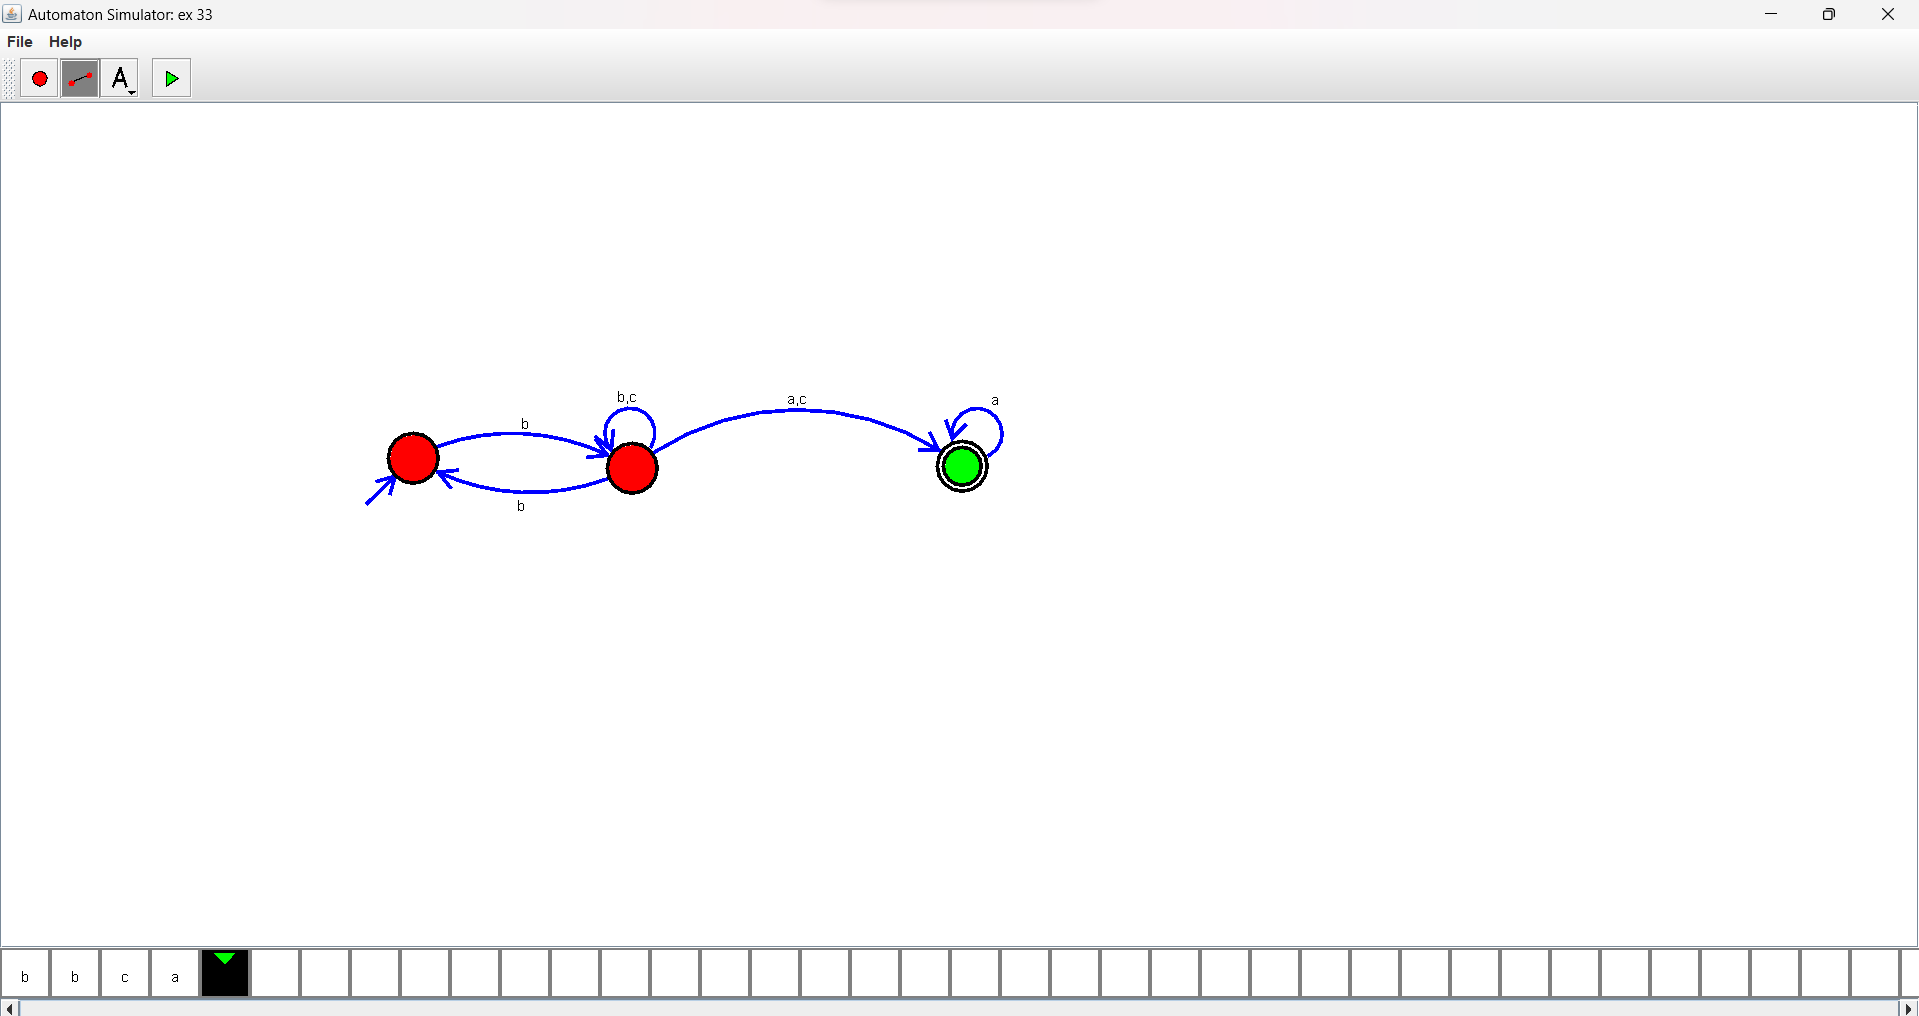 Automaton Simulator: ex 33
File Help
A
b
b,c
a,c
a
b
b b c a